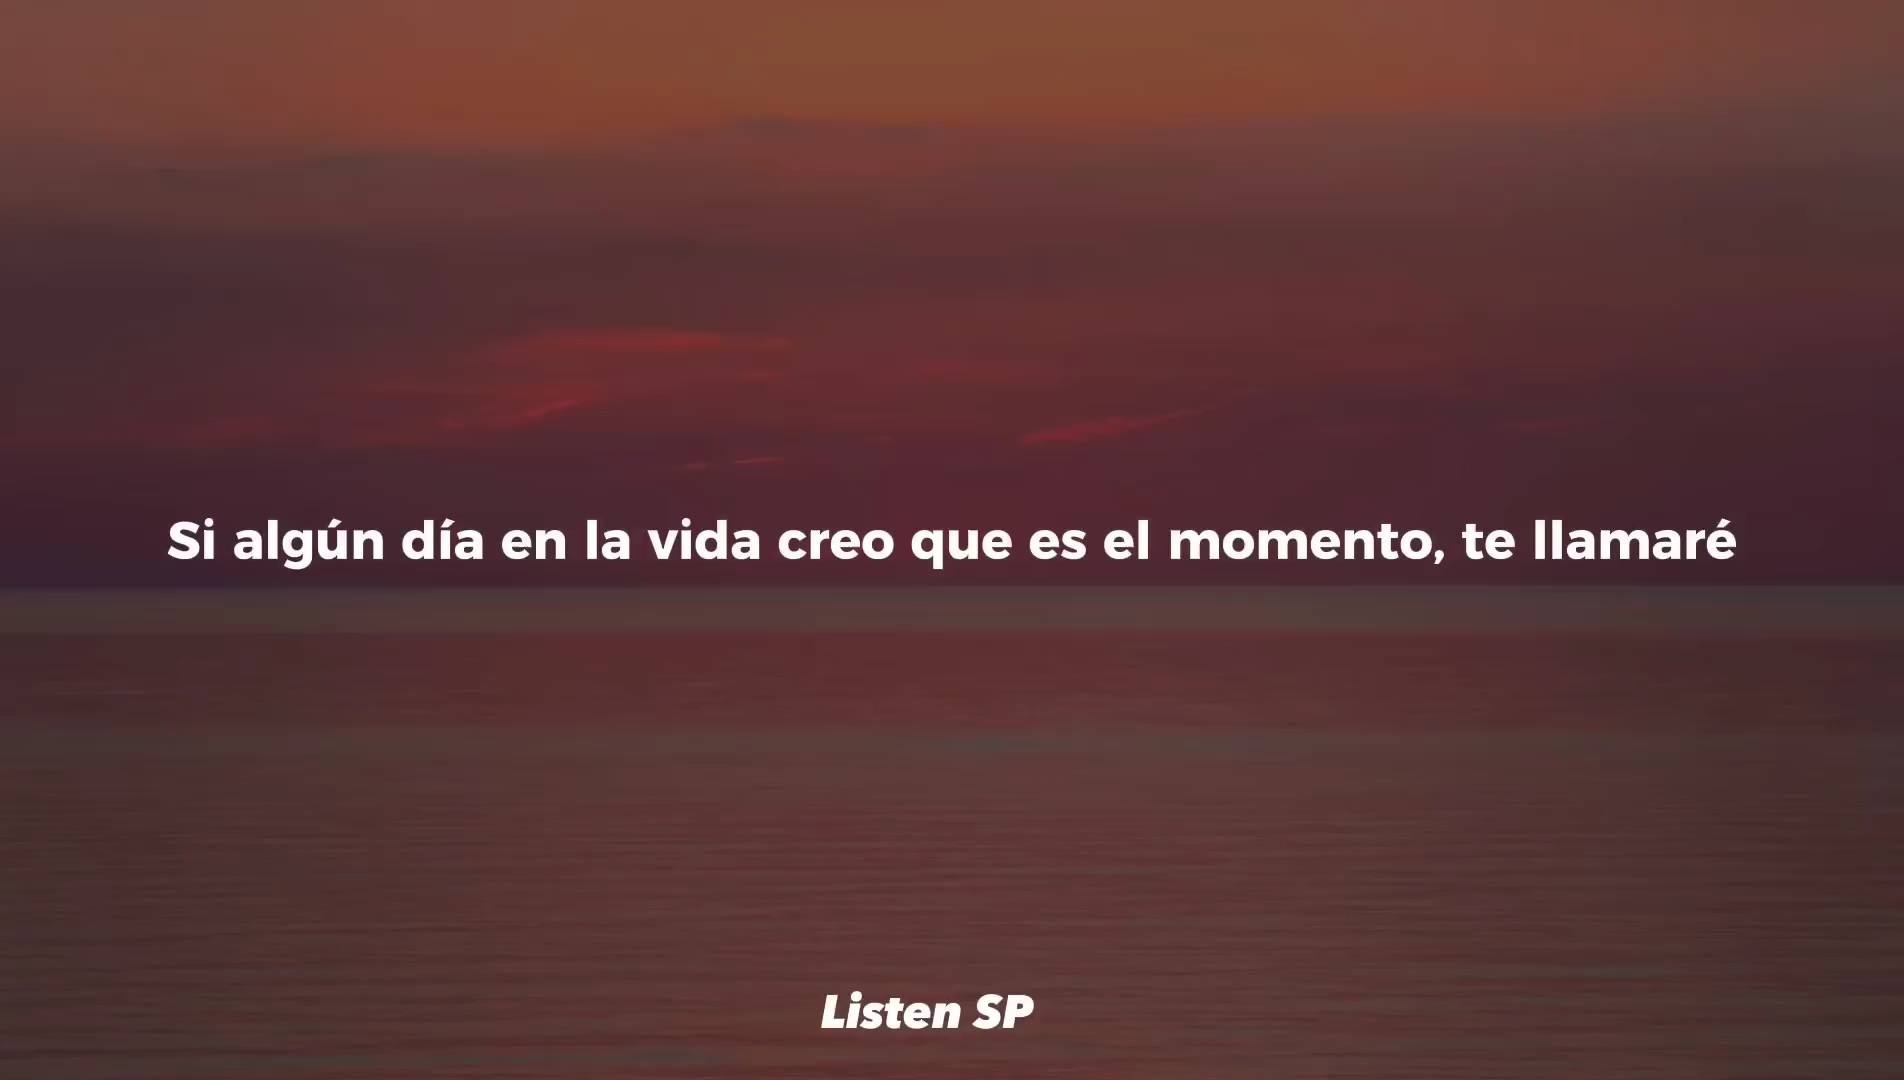 Si algún día en la vida creo que es el momento, te llamaré
Listen SP